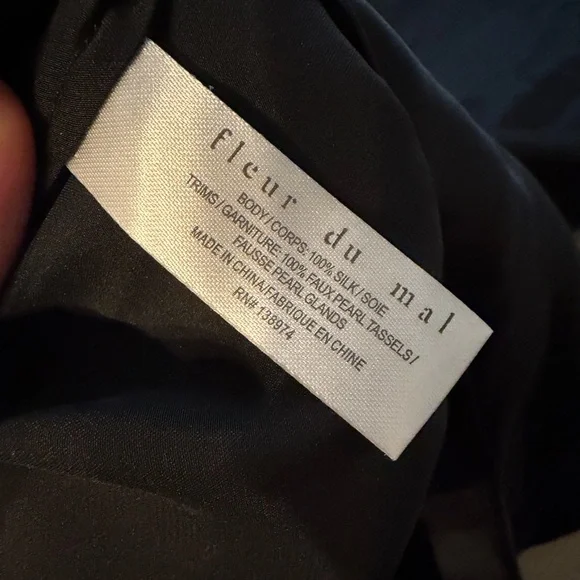 fleur du mal
BODY / CORPS: 100% SILK / SOIE
TRIMS / GARNITURE: 100% FAUX PEARL TASSELS /
FAUSSE PEARL GLANDS
MADE IN CHINA / FABRIQUE EN CHINE
RN# 138974